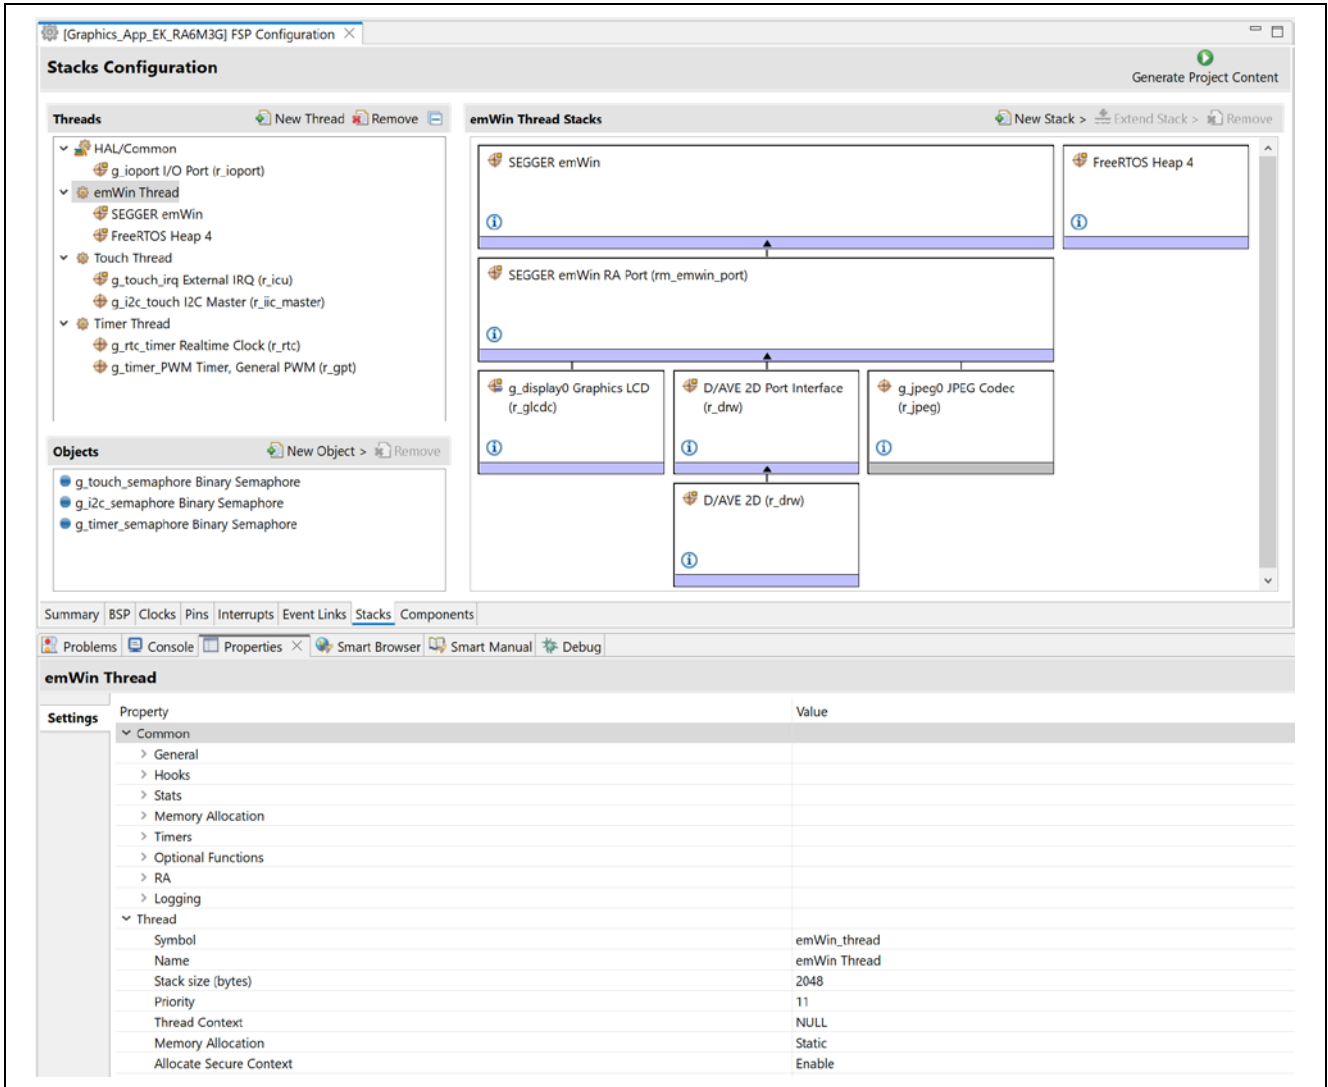 [Graphics_App_EK_RA6M3G] FSP Configuration
Stacks Configuration
Generate Project Content
Threads
New Thread
Remove
HAL/Common
g_ioport I/O Port (r_ioport)
emWin Thread
SEGGER emWin
FreeRTOS Heap 4
Touch Thread
g_touch_irq External IRQ (r_icu)
g_i2c_touch I2C Master (r_iic_master)
Timer Thread
g_rtc_timer Realtime Clock (r_rtc)
g_timer_PWM Timer, General PWM (r_gpt)
Objects
New Object >
Remove
g_touch_semaphore Binary Semaphore
g_i2c_semaphore Binary Semaphore
g_timer_semaphore Binary Semaphore
emWin Thread Stacks
New Stack >
Extend Stack >
Remove
SEGGER emWin
FreeRTOS Heap 4
SEGGER emWin RA Port (rm_emwin_port)
g_display0 Graphics LCD
(r_glcdc)
D/AVE 2D Port Interface
(r_drw)
g_jpeg0 JPEG Codec
(r_jpeg)
D/AVE 2D (r_drw)
Summary BSP Clocks Pins Interrupts Event Links Stacks Components
Problems Console Properties Smart Browser Smart Manual Debug
emWin Thread
Settings
Property Value
Common
General
Hooks
Stats
Memory Allocation
Timers
Optional Functions
RA
Logging
Thread
Symbol emWin_thread
Name emWin Thread
Stack size (bytes) 2048
Priority 11
Thread Context NULL
Memory Allocation Static
Allocate Secure Context Enable